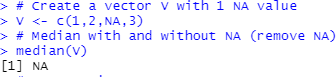 > # Create a vector V with 1 NA value
> V <- c(1,2,NA,3)
> # Median with and without NA (remove NA)
> median(V)
[1] NA